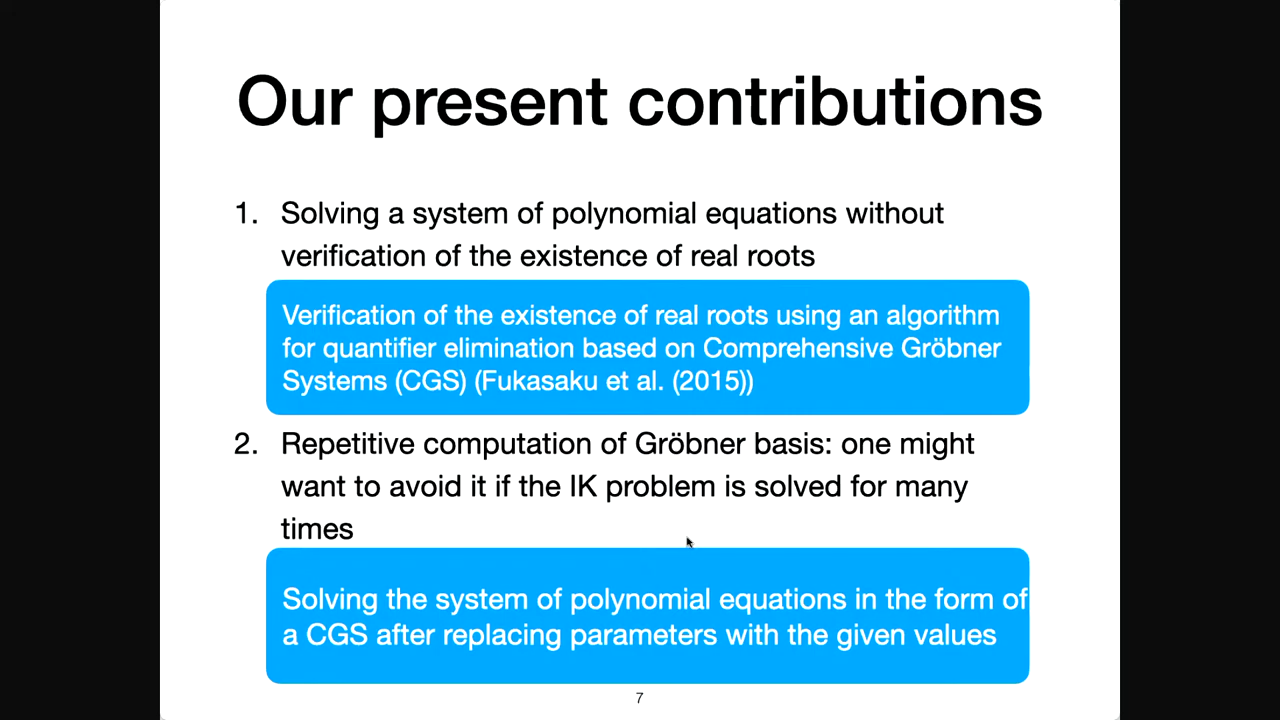 Our present contributions
1. Solving a system of polynomial equations without
verification of the existence of real roots
Verification of the existence of real roots using an algorithm
for quantifier elimination based on Comprehensive Gröbner
Systems (CGS) (Fukasaku et al. (2015))
2. Repetitive computation of Gröbner basis: one might
want to avoid it if the IK problem is solved for many
times
Solving the system of polynomial equations in the form of
a CGS after replacing parameters with the given values
7